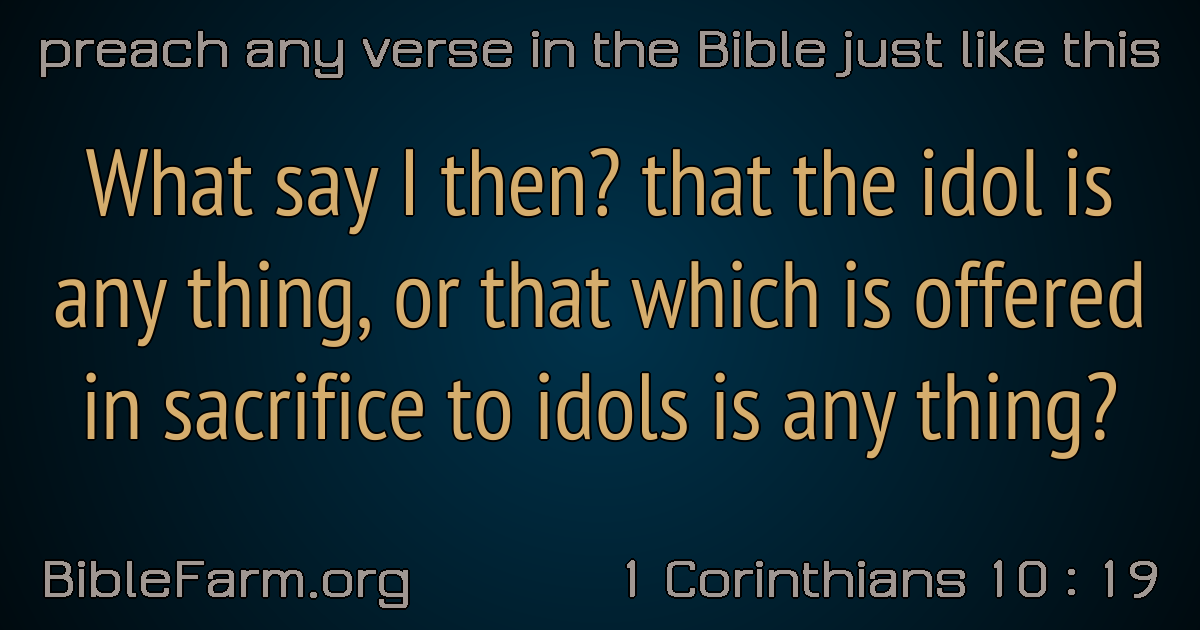 preach any verse in the Bible just like this
What say I then? that the idol is
any thing, or that which is offered
in sacrifice to idols is any thing?
BibleFarm.org
1 Corinthians 10 : 19